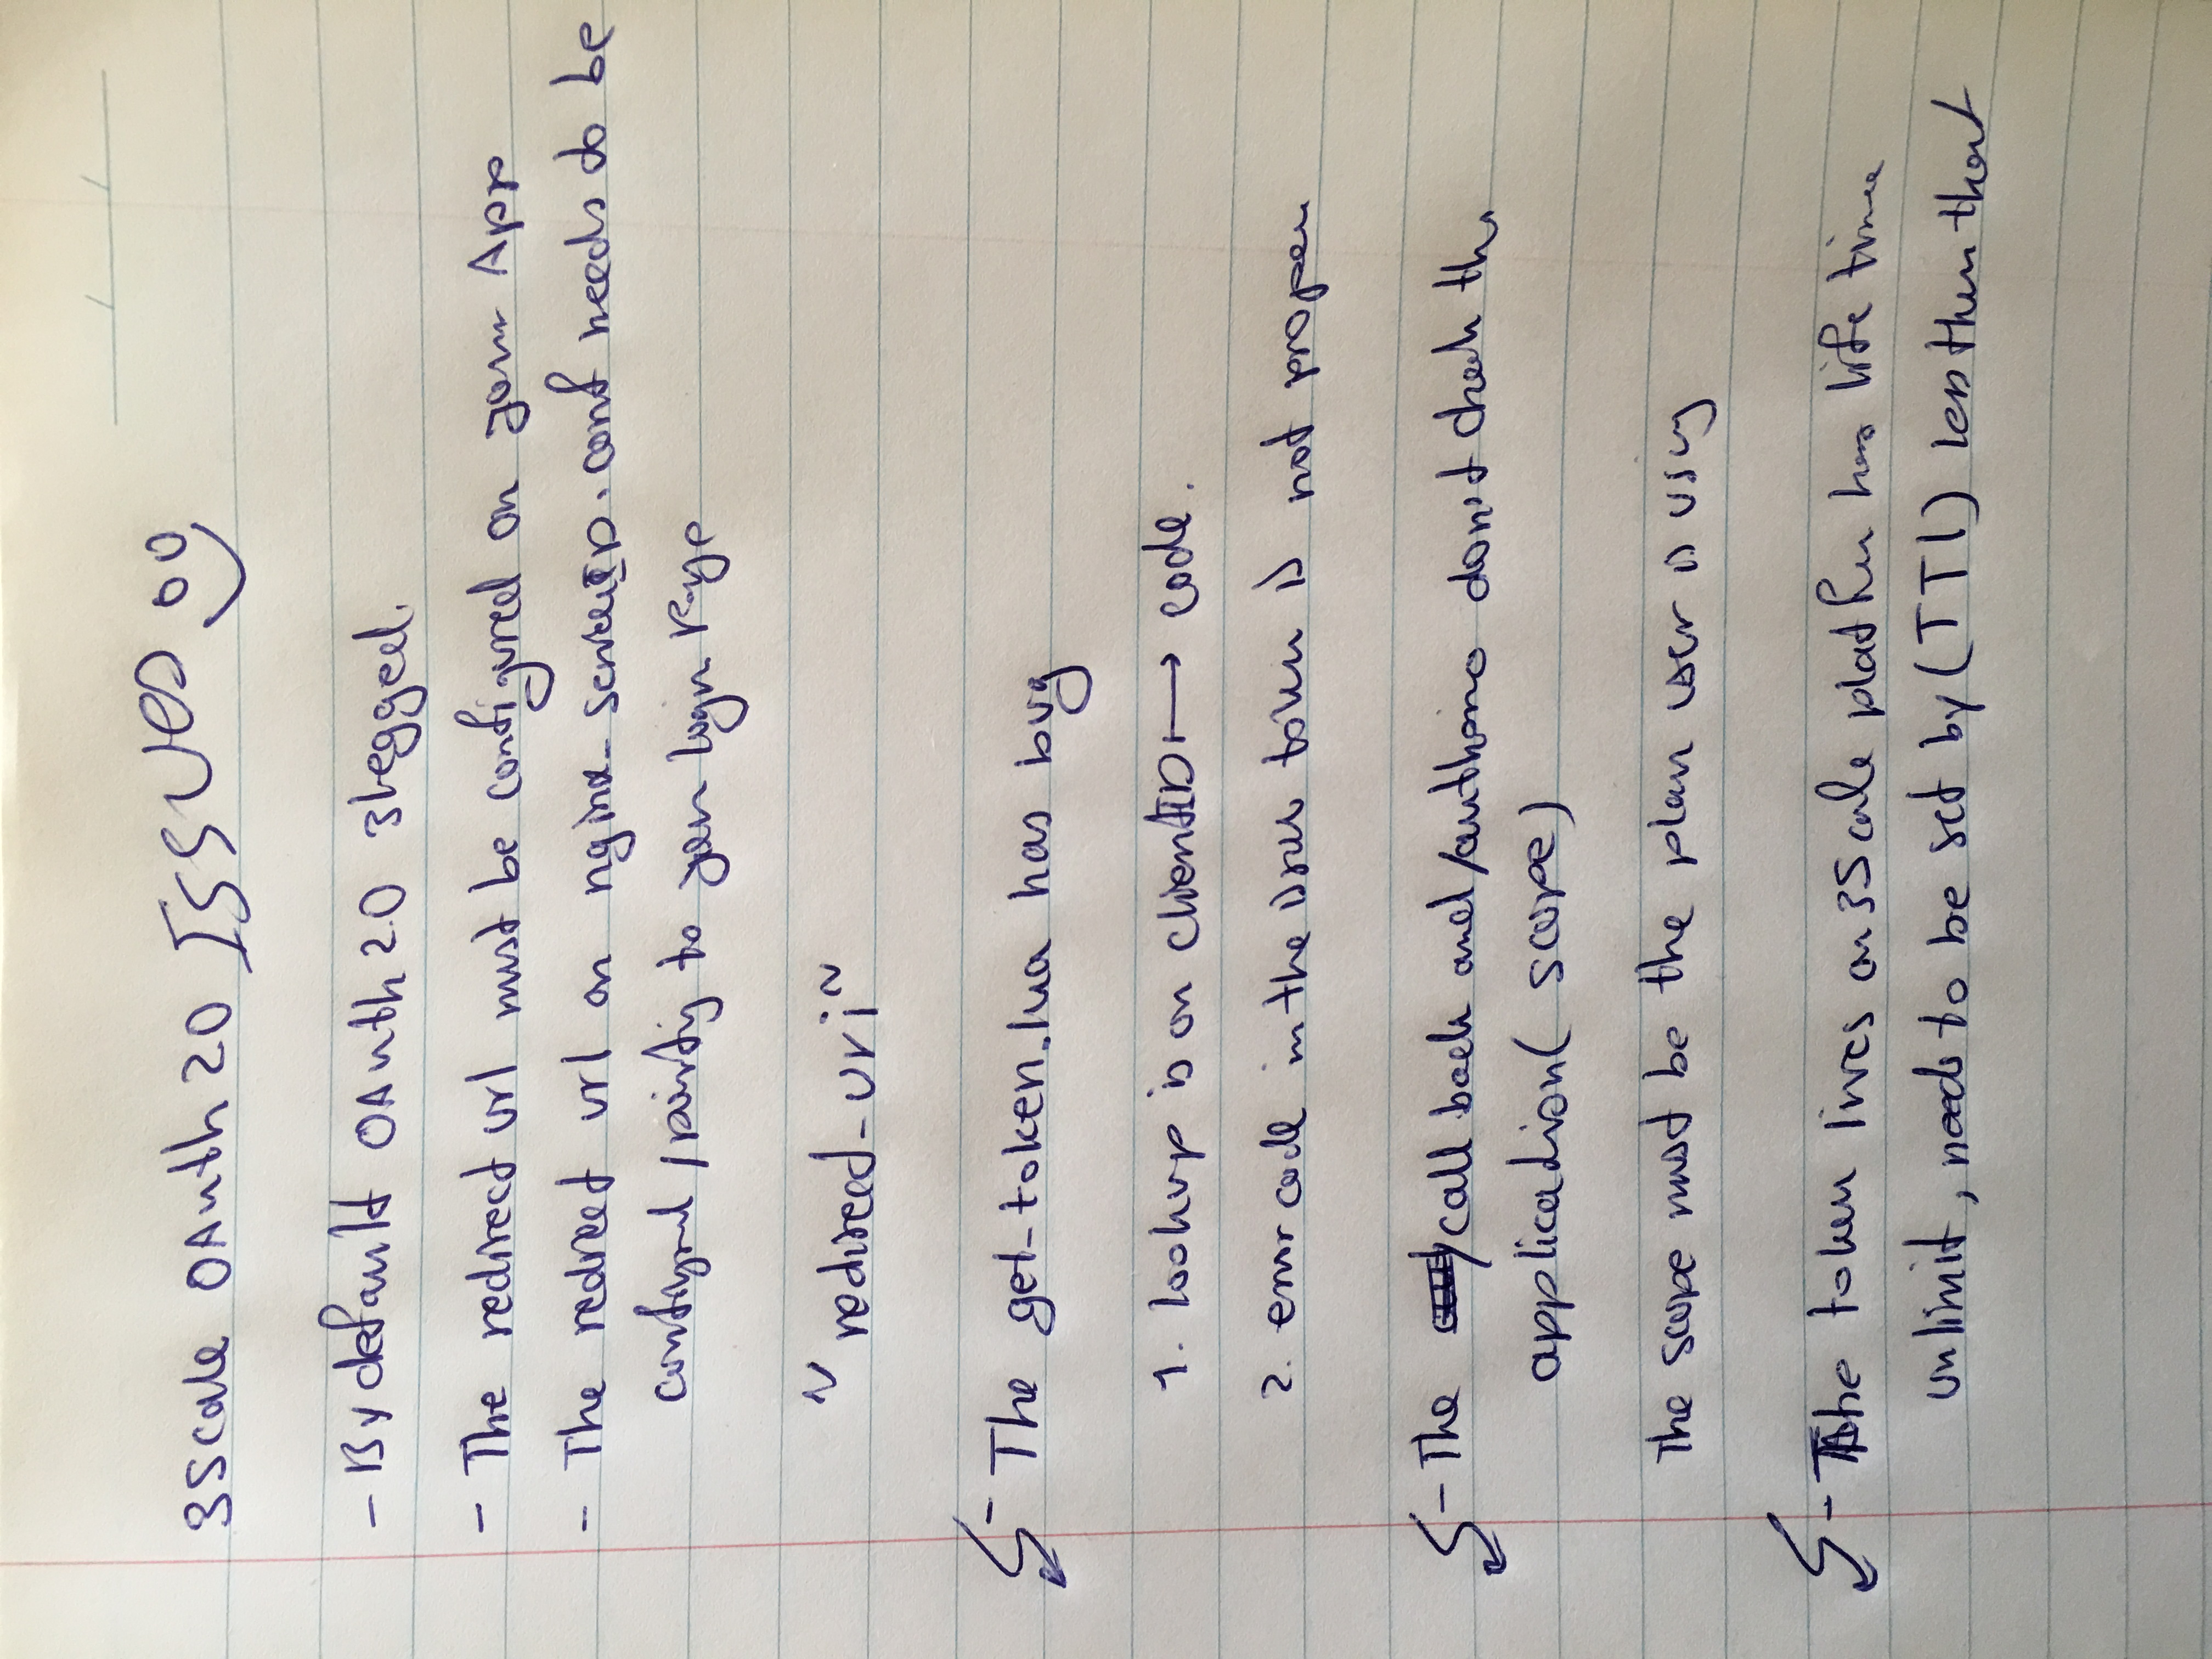 3Scale OAuth 2.0 ISSUES
- By default OAuth 2.0 3legged.
- The redirect url must be configured on your App
- The redirect url on nginx-serviceID.conf needs to be
configured / pointing to your login Page
"redirect-uri"
- The get-token.lua has bug
1. lookup is on clientID ↦ code.
2. error code in the issue token is not proper
- The callback and /authorize don't check the
application( scope)
The scope must be the plan user is using
- The token lives on 3Scale platform has life time
unlimit, needs to be set by (TTl) less then that